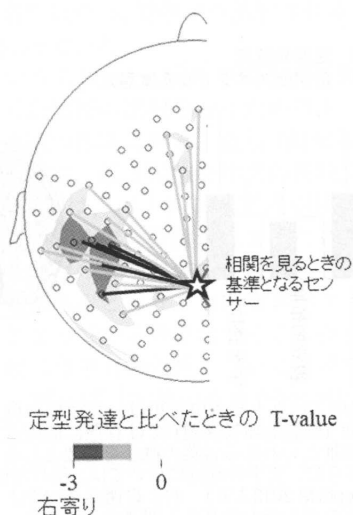 相関を見るときの
基準となるセン
サー
定型発達と比べたときの T-value
-3 0
右寄り